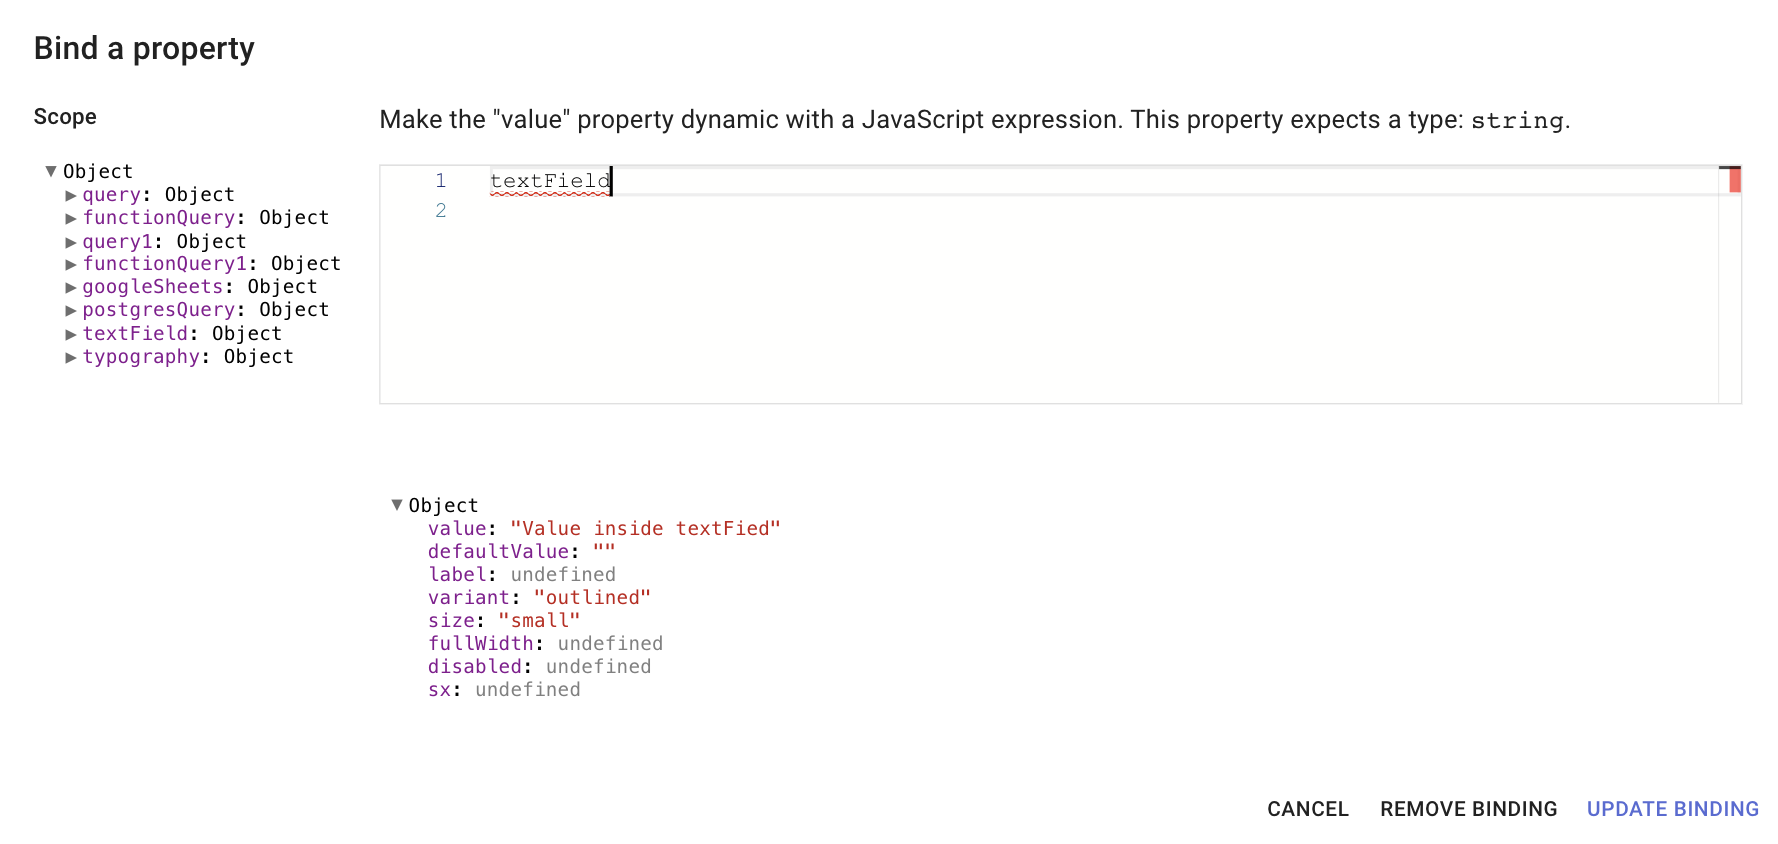 Bind a property
Scope
▼ Object
▶ query: Object
▶ functionQuery: Object
▶ query1: Object
▶ functionQuery1: Object
▶ googleSheets: Object
▶ postgresQuery: Object
▶ textField: Object
▶ typography: Object
Make the "value" property dynamic with a JavaScript expression. This property expects a type: string.
1 textField
2
▼ Object
value: "Value inside textFied"
defaultValue: ""
label: undefined
variant: "outlined"
size: "small"
fullWidth: undefined
disabled: undefined
sx: undefined
CANCEL REMOVE BINDING UPDATE BINDING